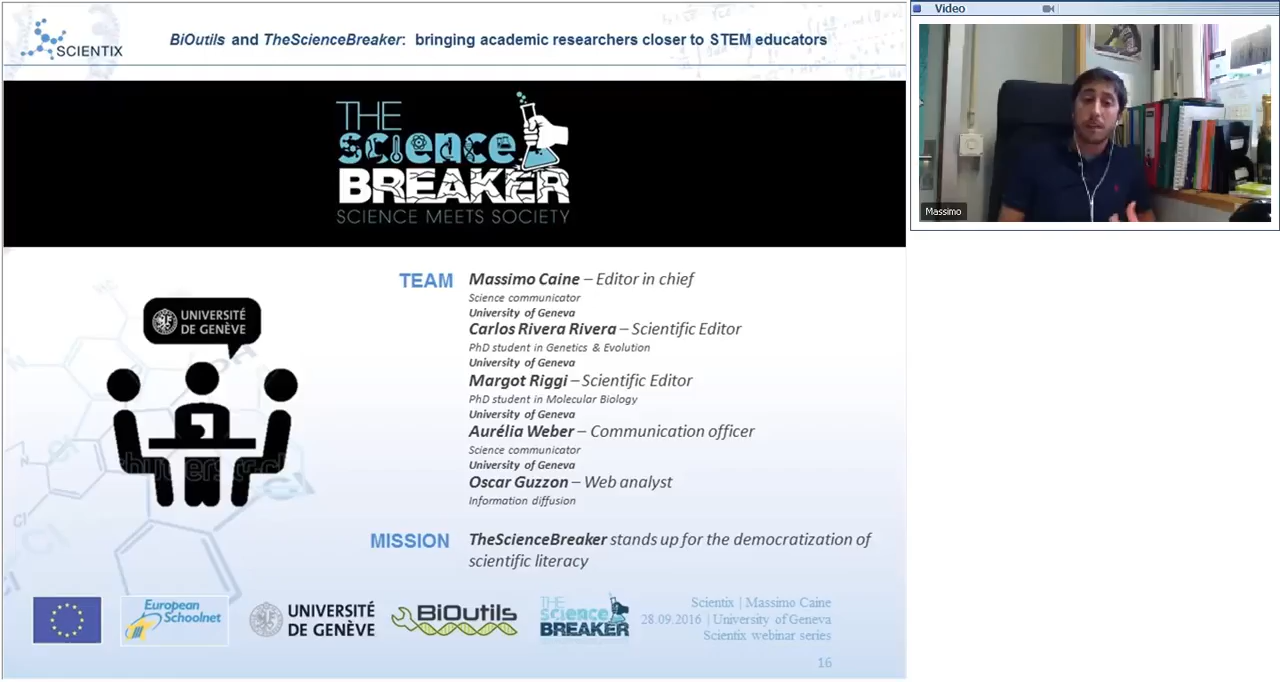 SCIENTIX
BiOutils and TheScienceBreaker: bringing academic researchers closer to STEM educators
Video
THE
science
BREAKER
SCIENCE MEETS SOCIETY
Massimo
UNIVERSITÉ
DE GENÈVE
TEAM
Massimo Caine – Editor in chief
Science communicator
University of Geneva
Carlos Rivera Rivera – Scientific Editor
PhD student in Genetics & Evolution
University of Geneva
Margot Riggi – Scientific Editor
PhD student in Molecular Biology
University of Geneva
Aurélia Weber – Communication officer
Science communicator
University of Geneva
Oscar Guzzon – Web analyst
Information diffusion
MISSION
TheScienceBreaker stands up for the democratization of
scientific literacy
European
Schoolnet
UNIVERSITÉ
DE GENÈVE
BiOutils
THE
science
BREAKER
Scientix | Massimo Caine
28.09.2016 | University of Geneva
Scientix webinar series
16